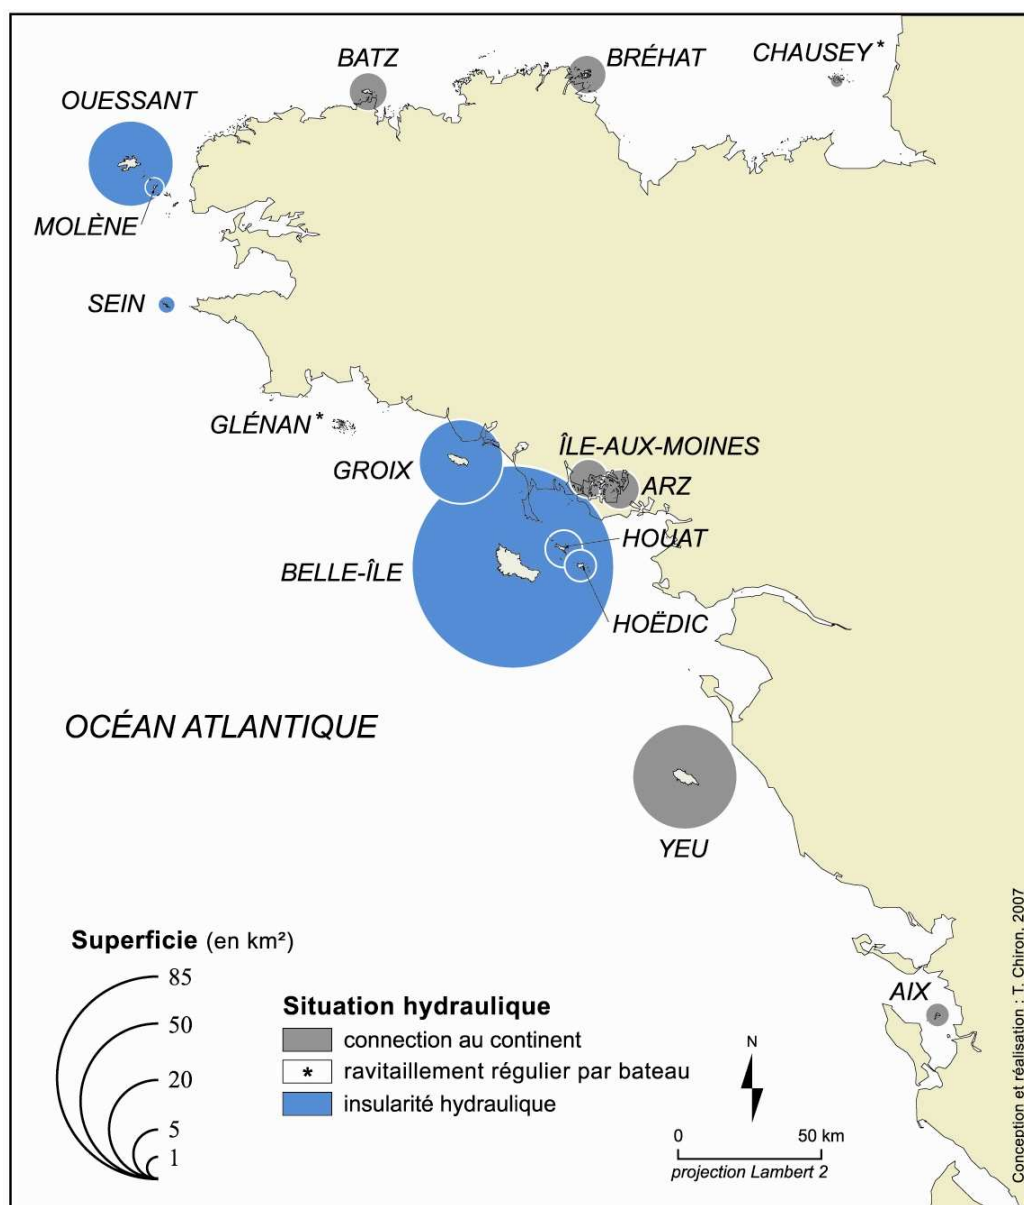 BATZ
BRÉHAT
CHAUSEY *
OUESSANT
MOLÈNE
SEIN
GLÉNAN *
GROIX
ÎLE-AUX-MOINES
ARZ
HOUAT
BELLE-ÎLE
HOËDIC
OCÉAN ATLANTIQUE
YEU
AIX
Superficie (en km²)
85
50
20
5
1
Situation hydraulique
connection au continent
* ravitaillement régulier par bateau
insularité hydraulique
N
0 50 km
projection Lambert 2
Conception et réalisation : T. Chiron, 2007